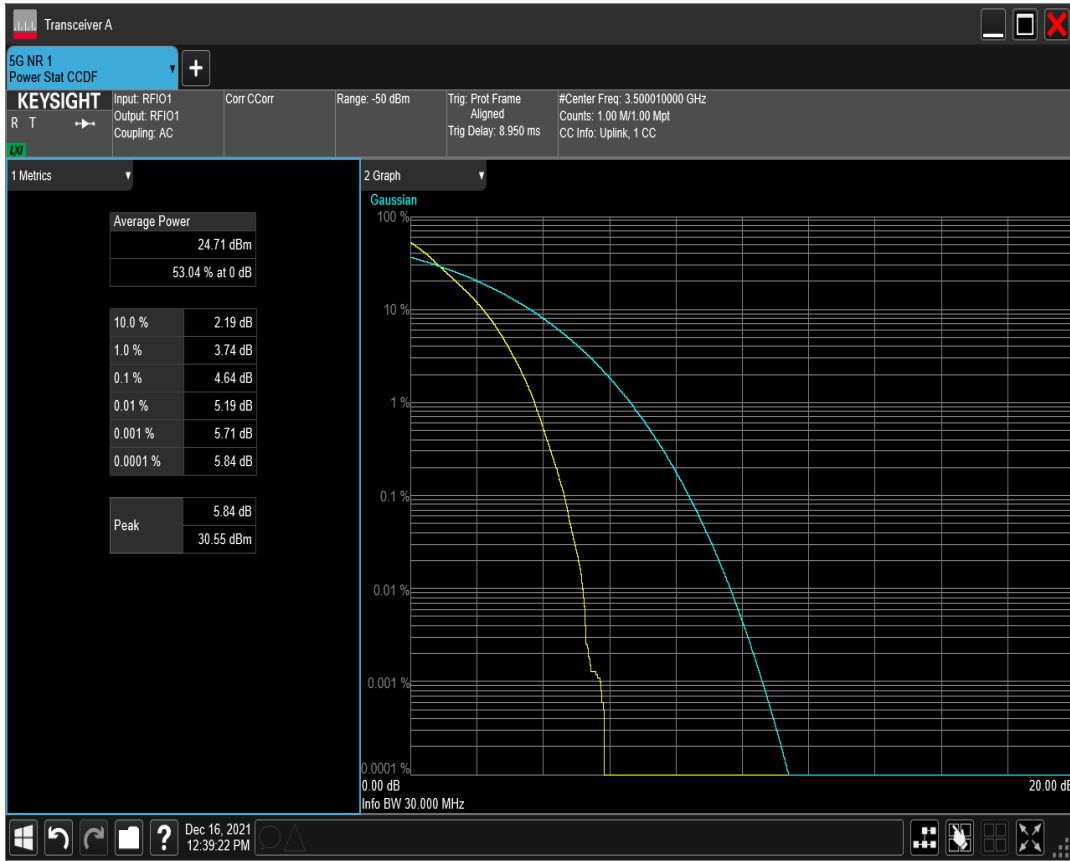 Transceiver A
5G NR 1
Power Stat CCDF
KEYSIGHT
R T
LXI
Input: RFIO1
Output: RFIO1
Coupling: AC
Corr CCorr
Range: -50 dBm
Trig: Prot Frame
Aligned
Trig Delay: 8.950 ms
#Center Freq: 3.500010000 GHz
Counts: 1.00 M/1.00 Mpt
CC Info: Uplink, 1 CC
1 Metrics
Average Power
24.71 dBm
53.04 % at 0 dB
10.0 % 2.19 dB
1.0 % 3.74 dB
0.1 % 4.64 dB
0.01 % 5.19 dB
0.001 % 5.71 dB
0.0001 % 5.84 dB
Peak
5.84 dB
30.55 dBm
2 Graph
Gaussian
100 %
10 %
1 %
0.1 %
0.01 %
0.001 %
0.0001 %
0.00 dB 20.00 dB
Info BW 30.000 MHz
?
Dec 16, 2021
12:39:22 PM